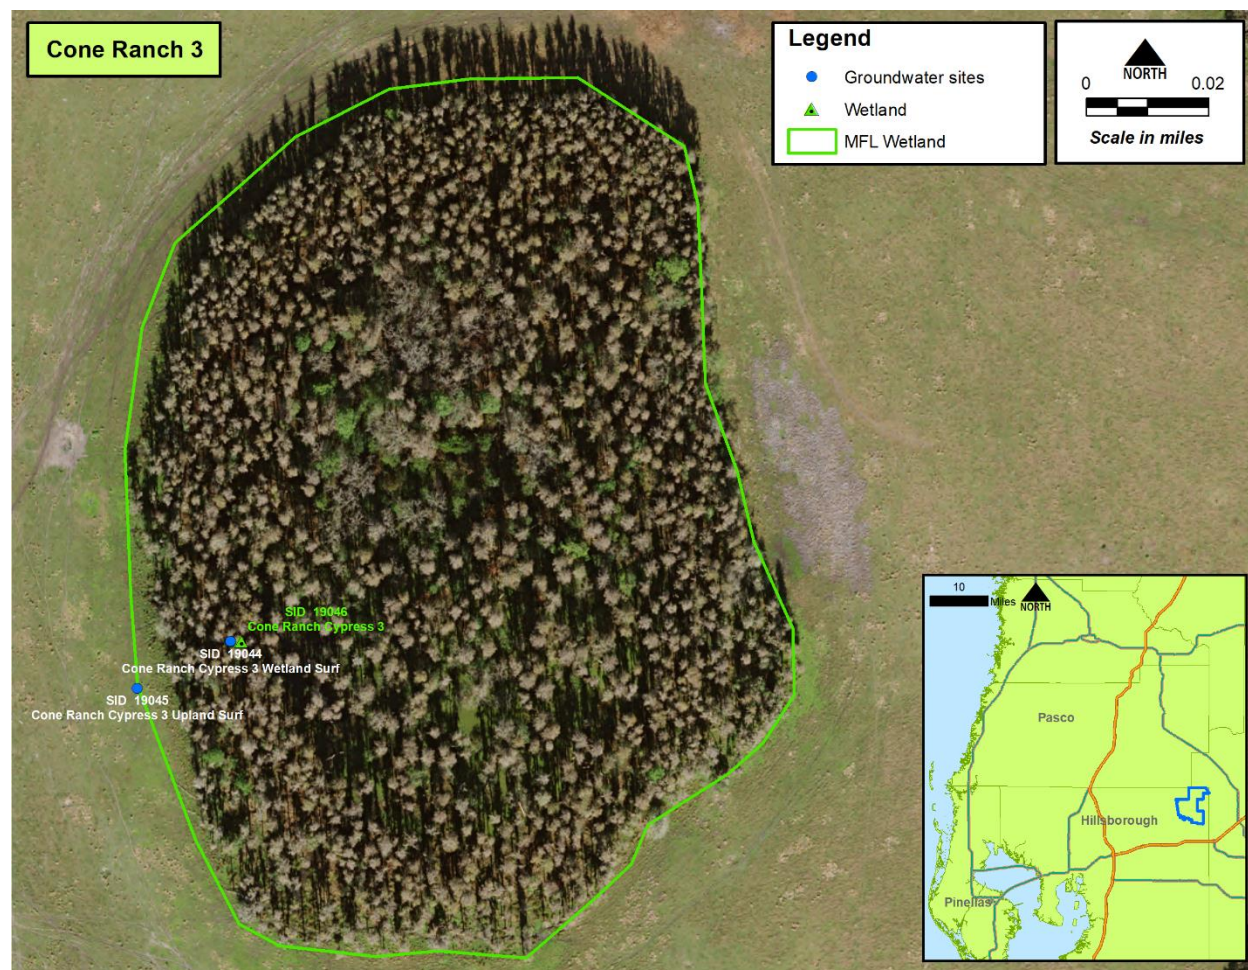 Cone Ranch 3
Legend
Groundwater sites
Wetland
MFL Wetland
NORTH
0 0.02
Scale in miles
SID 19046
Cone Ranch Cypress 3
SID 19044
Cone Ranch Cypress 3 Wetland Surf
SID 19045
Cone Ranch Cypress 3 Upland Surf
10
Miles
NORTH
Pasco
Hillsborough
Pinellas